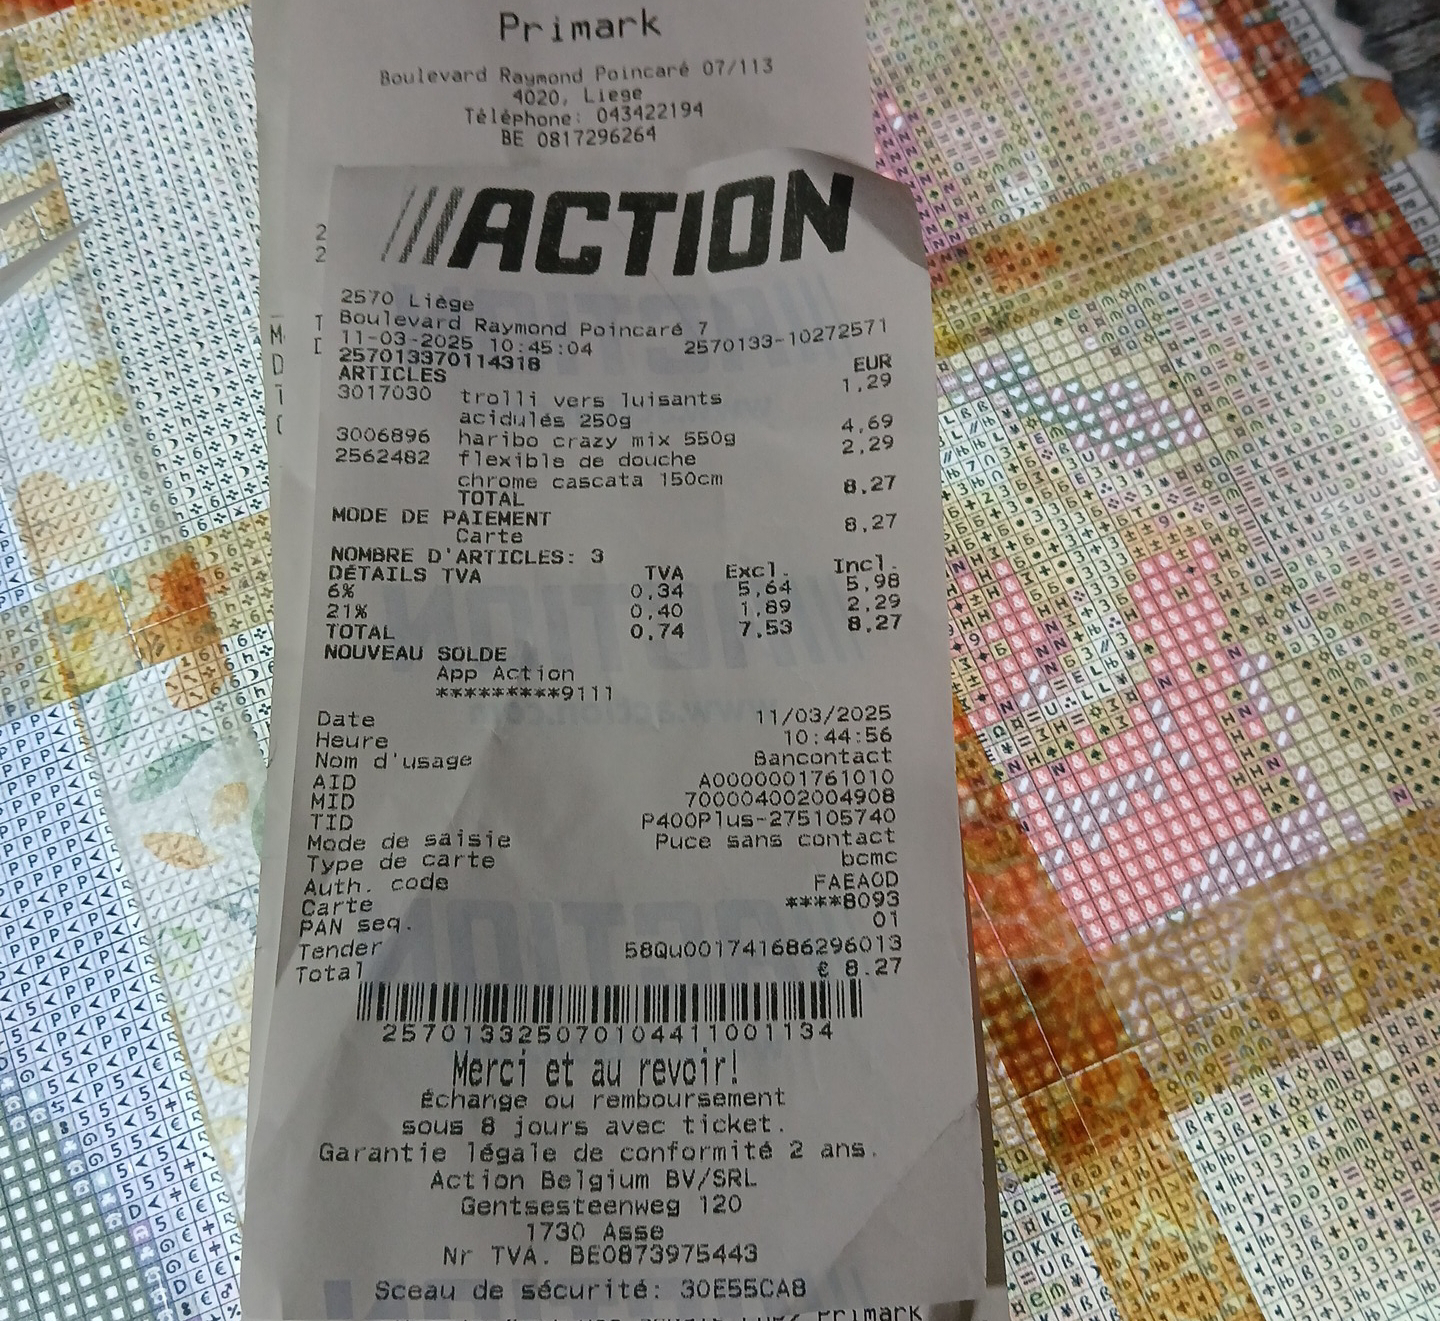 Primark
Boulevard Raymond Poincaré 07/113
4020, Liege
Téléphone: 043422194
BE 0817296264
///ACTION
2570 Liège
Boulevard Raymond Poincaré 7
11-03-2025 10:45:04 2570133-10272571
257013370114318
ARTICLES EUR
3017030 trolli vers luisants 1,29
acidulés 250g
3006896 haribo crazy mix 550g 4,69
2562482 flexible de douche 2,29
chrome cascata 150cm
TOTAL 8,27
MODE DE PAIEMENT
Carte 8,27
NOMBRE D'ARTICLES: 3
DÉTAILS TVA TVA Excl. Incl.
6% 0,34 5,64 5,98
21% 0,40 1,89 2,29
TOTAL 0,74 7,53 8,27
NOUVEAU SOLDE
App Action
*********9111
Date 11/03/2025
Heure 10:44:56
Nom d'usage Bancontact
AID A0000001761010
MID 700004002004908
TID P400Plus-275105740
Mode de saisie Puce sans contact
Type de carte bcmc
Auth. code FAEAOD
Carte ****8093
PAN seq. 01
Tender 58Qu001741686296013
Total € 8.27
257013325070104411001134
Merci et au revoir!
Échange ou remboursement
sous 8 jours avec ticket.
Garantie légale de conformité 2 ans.
Action Belgium BV/SRL
Gentsesteenweg 120
1730 Asse
Nr TVA. BE0873975443
Sceau de sécurité: 30E55CA8
Primark